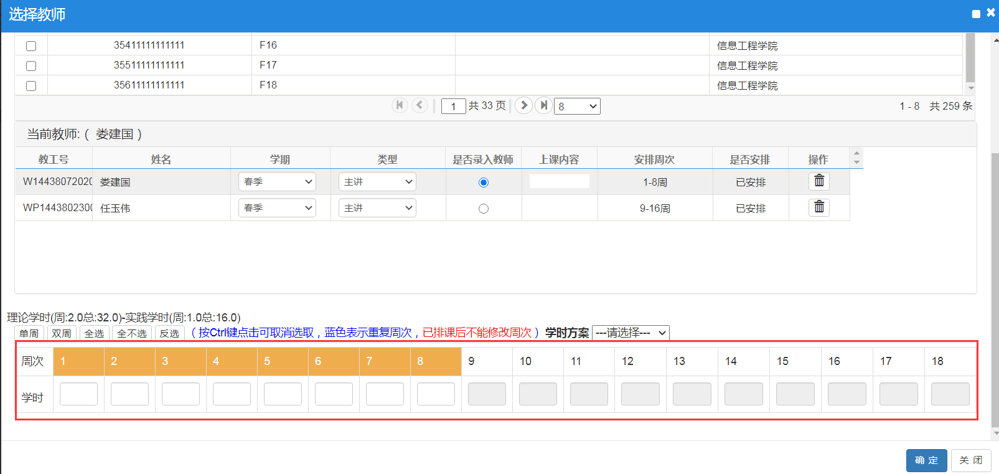 选择教师
35411111111111 F16 信息工程学院
35511111111111 F17 信息工程学院
35611111111111 F18 信息工程学院
1 共 33 页 8 1 - 8 共 259 条
当前教师:( 娄建国 )
教工号 姓名 学期 类型 是否录入教师 上课内容 安排周次 是否安排 操作
W1443807202 娄建国 春季 主讲 1-8周 已安排
WP144380230 任玉伟 春季 主讲 9-16周 已安排
理论学时(周:2.0总:32.0)-实践学时(周:1.0总:16.0)
单周 双周 全选 全不选 反选 (按Ctrl键点击可取消选取,蓝色表示重复周次,已排课后不能修改周次) 学时方案 ---请选择---
周次 1 2 3 4 5 6 7 8 9 10 11 12 13 14 15 16 17 18
学时
确 定 关 闭